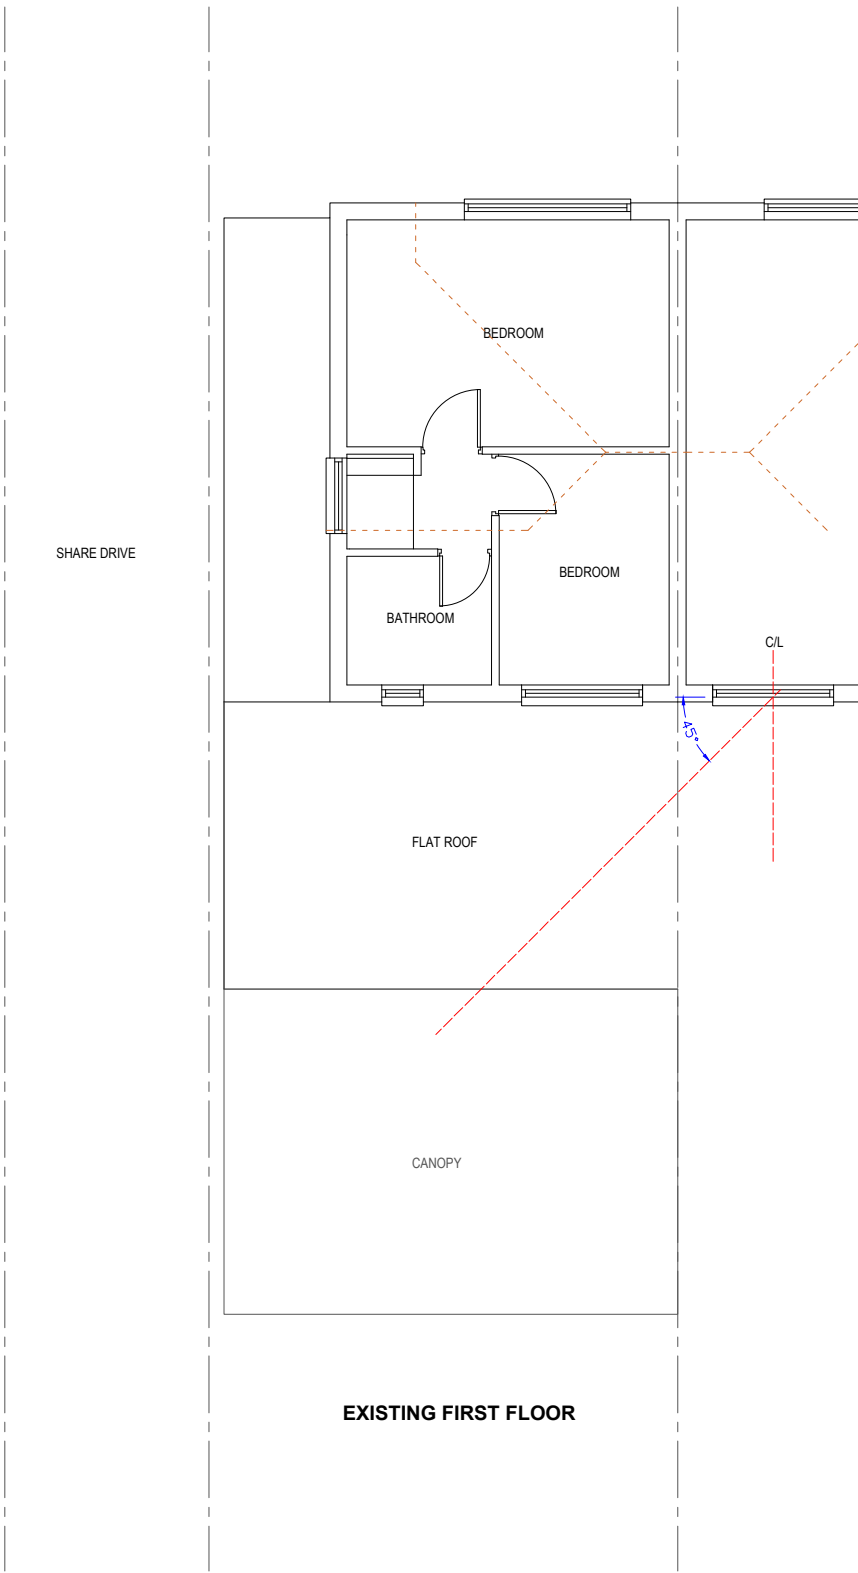 BEDROOM
SHARE DRIVE
BEDROOM
BATHROOM
C/L
45°
FLAT ROOF
CANOPY
EXISTING FIRST FLOOR